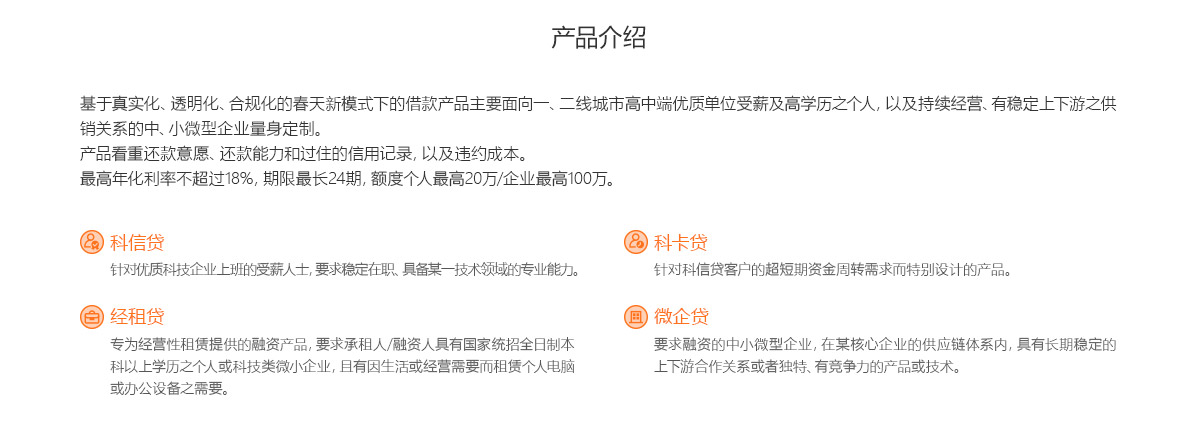 产品介绍
基于真实化、透明化、合规化的春天新模式下的借款产品主要面向一、二线城市高中端优质单位受薪及高学历之个人, 以及持续经营、有稳定上下游之供
销关系的中、小微型企业量身定制。
产品看重还款意愿、还款能力和过住的信用记录, 以及违约成本。
最高年化利率不超过18%, 期限最长24期, 额度个人最高20万/企业最高100万。
科信贷
针对优质科技企业上班的受薪人士, 要求稳定在职、具备某一技术领域的专业能力。
科卡贷
针对科信贷客户的超短期资金周转需求而特别设计的产品。
经租贷
专为经营性租赁提供的融资产品, 要求承租人/融资人具有国家统招全日制本
科以上学历之个人或科技类微小企业, 且有因生活或经营需要而租赁个人电脑
或办公设备之需要。
微企贷
要求融资的中小微型企业, 在某核心企业的供应链体系内, 具有长期稳定的
上下游合作关系或者独特、有竞争力的产品或技术。